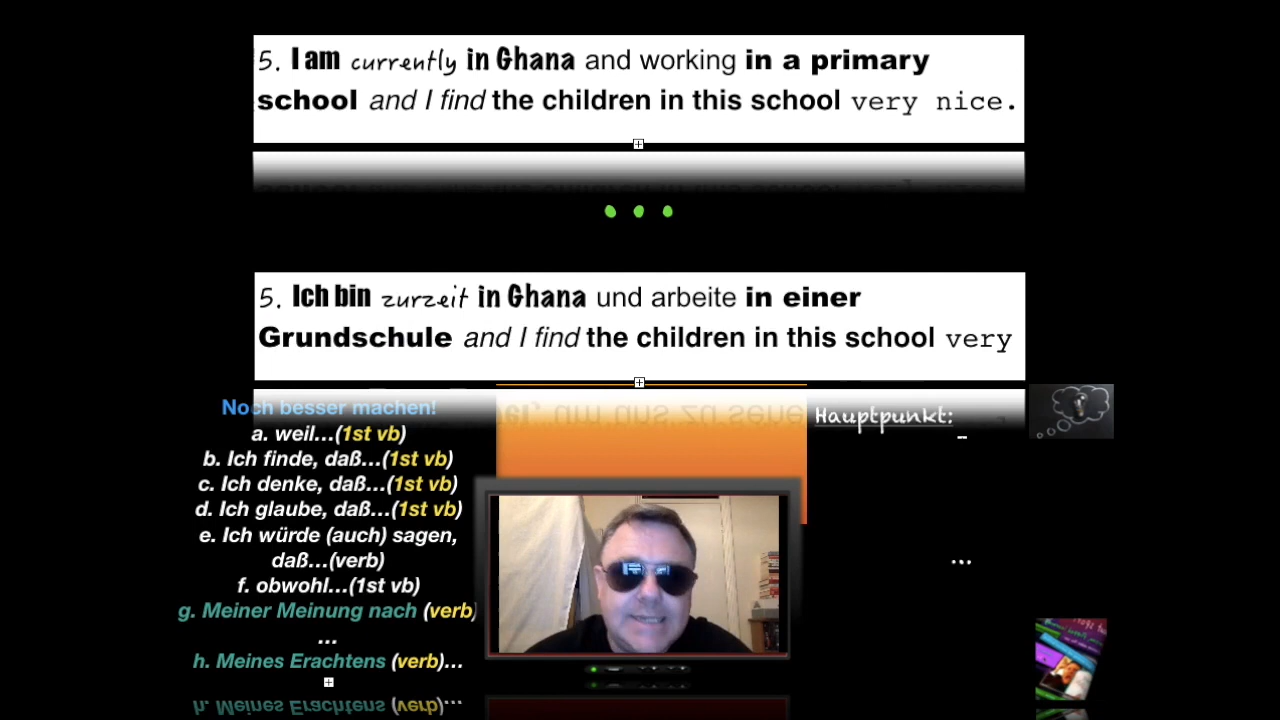 5. I am currently in Ghana and working in a primary
school and I find the children in this school very nice.
5. Ich bin zurzeit in Ghana und arbeite in einer
Grundschule and I find the children in this school very
Noch besser machen!
a. weil...(1st vb)
b. Ich finde, daß...(1st vb)
c. Ich denke, daß...(1st vb)
d. Ich glaube, daß...(1st vb)
e. Ich würde (auch) sagen,
daß...(verb)
f. obwohl...(1st vb)
g. Meiner Meinung nach (verb)
...
h. Meines Erachtens (verb)...
Hauptpunkt:
-
...